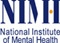 NIMH
National Institute
of Mental Health